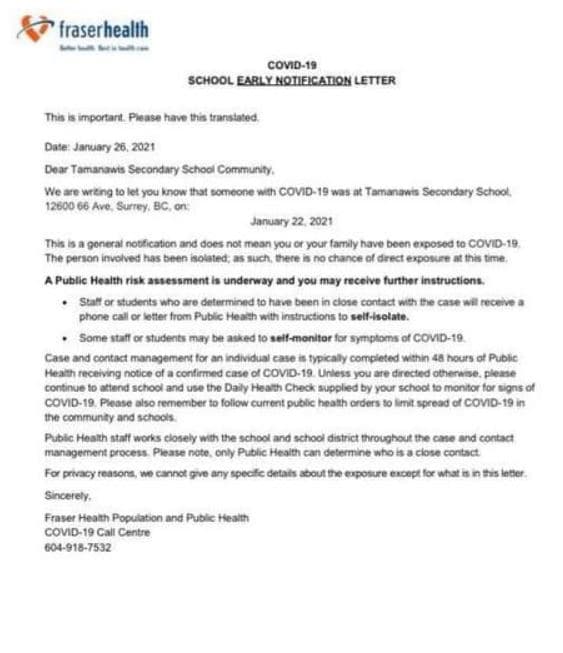 fraserhealth
Better health. Best in health care.
COVID-19
SCHOOL EARLY NOTIFICATION LETTER
This is important. Please have this translated.
Date: January 26, 2021
Dear Tamanawis Secondary School Community,
We are writing to let you know that someone with COVID-19 was at Tamanawis Secondary School,
12600 66 Ave, Surrey, BC, on:
January 22, 2021
This is a general notification and does not mean you or your family have been exposed to COVID-19.
The person involved has been isolated; as such, there is no chance of direct exposure at this time.
A Public Health risk assessment is underway and you may receive further instructions.
• Staff or students who are determined to have been in close contact with the case will receive a
phone call or letter from Public Health with instructions to self-isolate.
• Some staff or students may be asked to self-monitor for symptoms of COVID-19.
Case and contact management for an individual case is typically completed within 48 hours of Public
Health receiving notice of a confirmed case of COVID-19. Unless you are directed otherwise, please
continue to attend school and use the Daily Health Check supplied by your school to monitor for signs of
COVID-19. Please also remember to follow current public health orders to limit spread of COVID-19 in
the community and schools.
Public Health staff works closely with the school and school district throughout the case and contact
management process. Please note, only Public Health can determine who is a close contact.
For privacy reasons, we cannot give any specific details about the exposure except for what is in this letter.
Sincerely,
Fraser Health Population and Public Health
COVID-19 Call Centre
604-918-7532